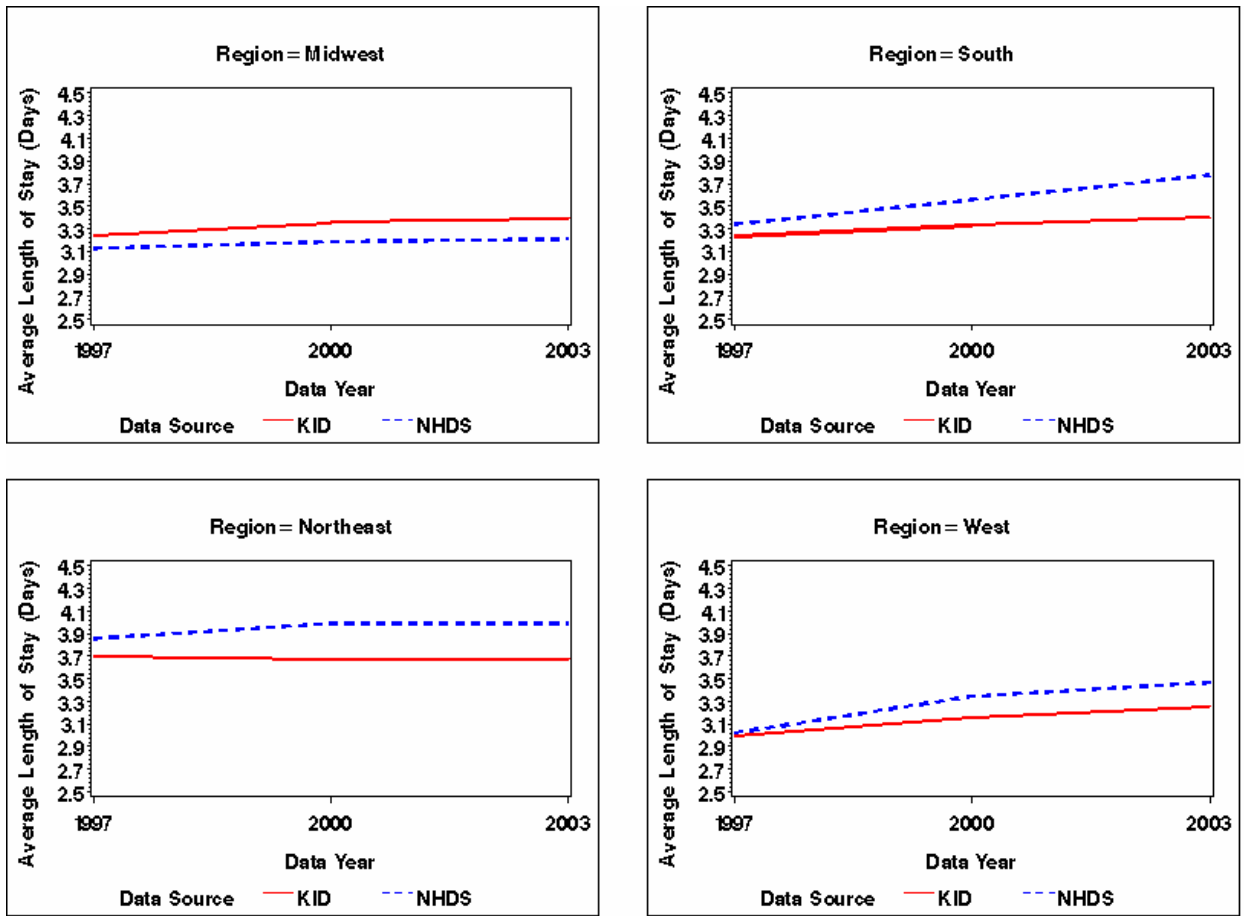 Region= Midwest
Average Length of Stay (Days)
4.5
4.3
4.1
3.9
3.7
3.5
3.3
3.1
2.9
2.7
2.5
1997 2000 2003
Data Year
Data Source KID NHDS
Region= South
Average Length of Stay (Days)
4.5
4.3
4.1
3.9
3.7
3.5
3.3
3.1
2.9
2.7
2.5
1997 2000 2003
Data Year
Data Source KID NHDS
Region= Northeast
Average Length of Stay (Days)
4.5
4.3
4.1
3.9
3.7
3.5
3.3
3.1
2.9
2.7
2.5
1997 2000 2003
Data Year
Data Source KID NHDS
Region= West
Average Length of Stay (Days)
4.5
4.3
4.1
3.9
3.7
3.5
3.3
3.1
2.9
2.7
2.5
1997 2000 2003
Data Year
Data Source KID NHDS